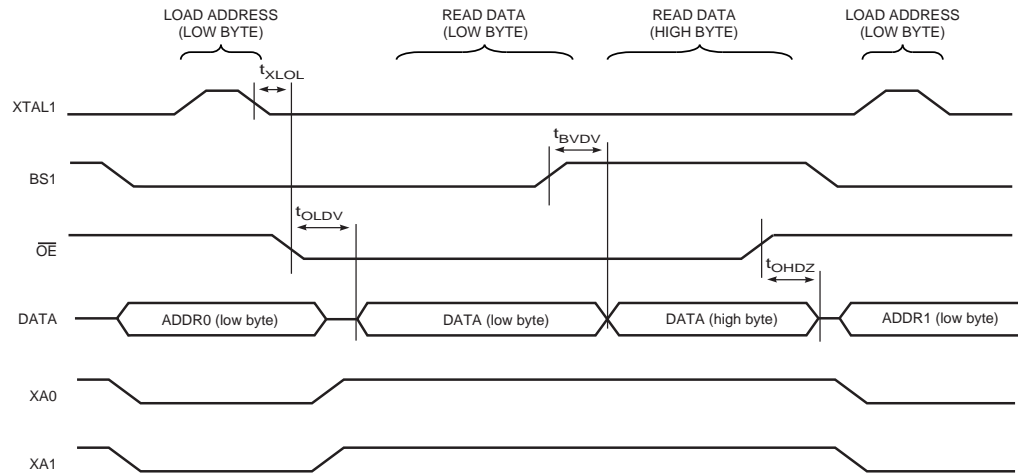 LOAD ADDRESS
(LOW BYTE)
READ DATA
(LOW BYTE)
READ DATA
(HIGH BYTE)
LOAD ADDRESS
(LOW BYTE)
tXLOL
XTAL1
tBVDV
BS1
tOLDV
OE
tOHDZ
DATA
ADDR0 (low byte)
DATA (low byte)
DATA (high byte)
ADDR1 (low byte)
XA0
XA1